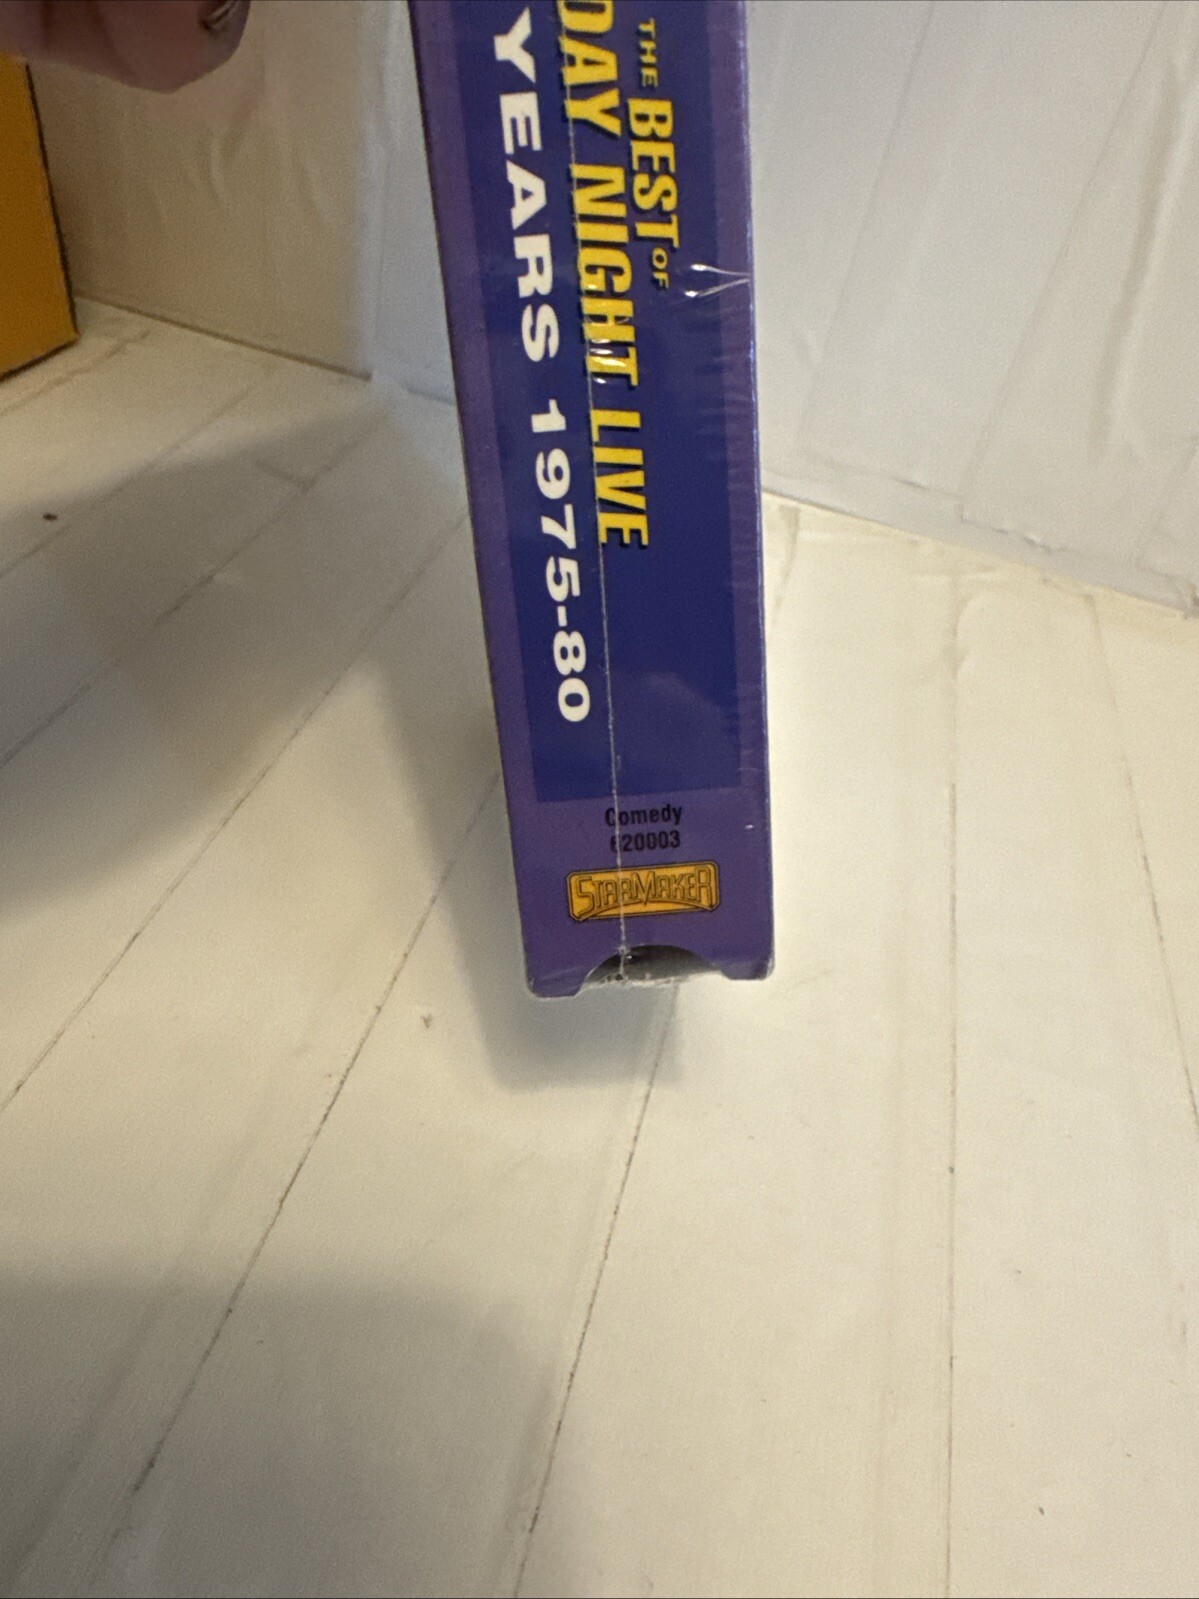 THE BEST OF
DAY NIGHT LIVE
YEARS 1975-80
Comedy
620003
STARMAKER